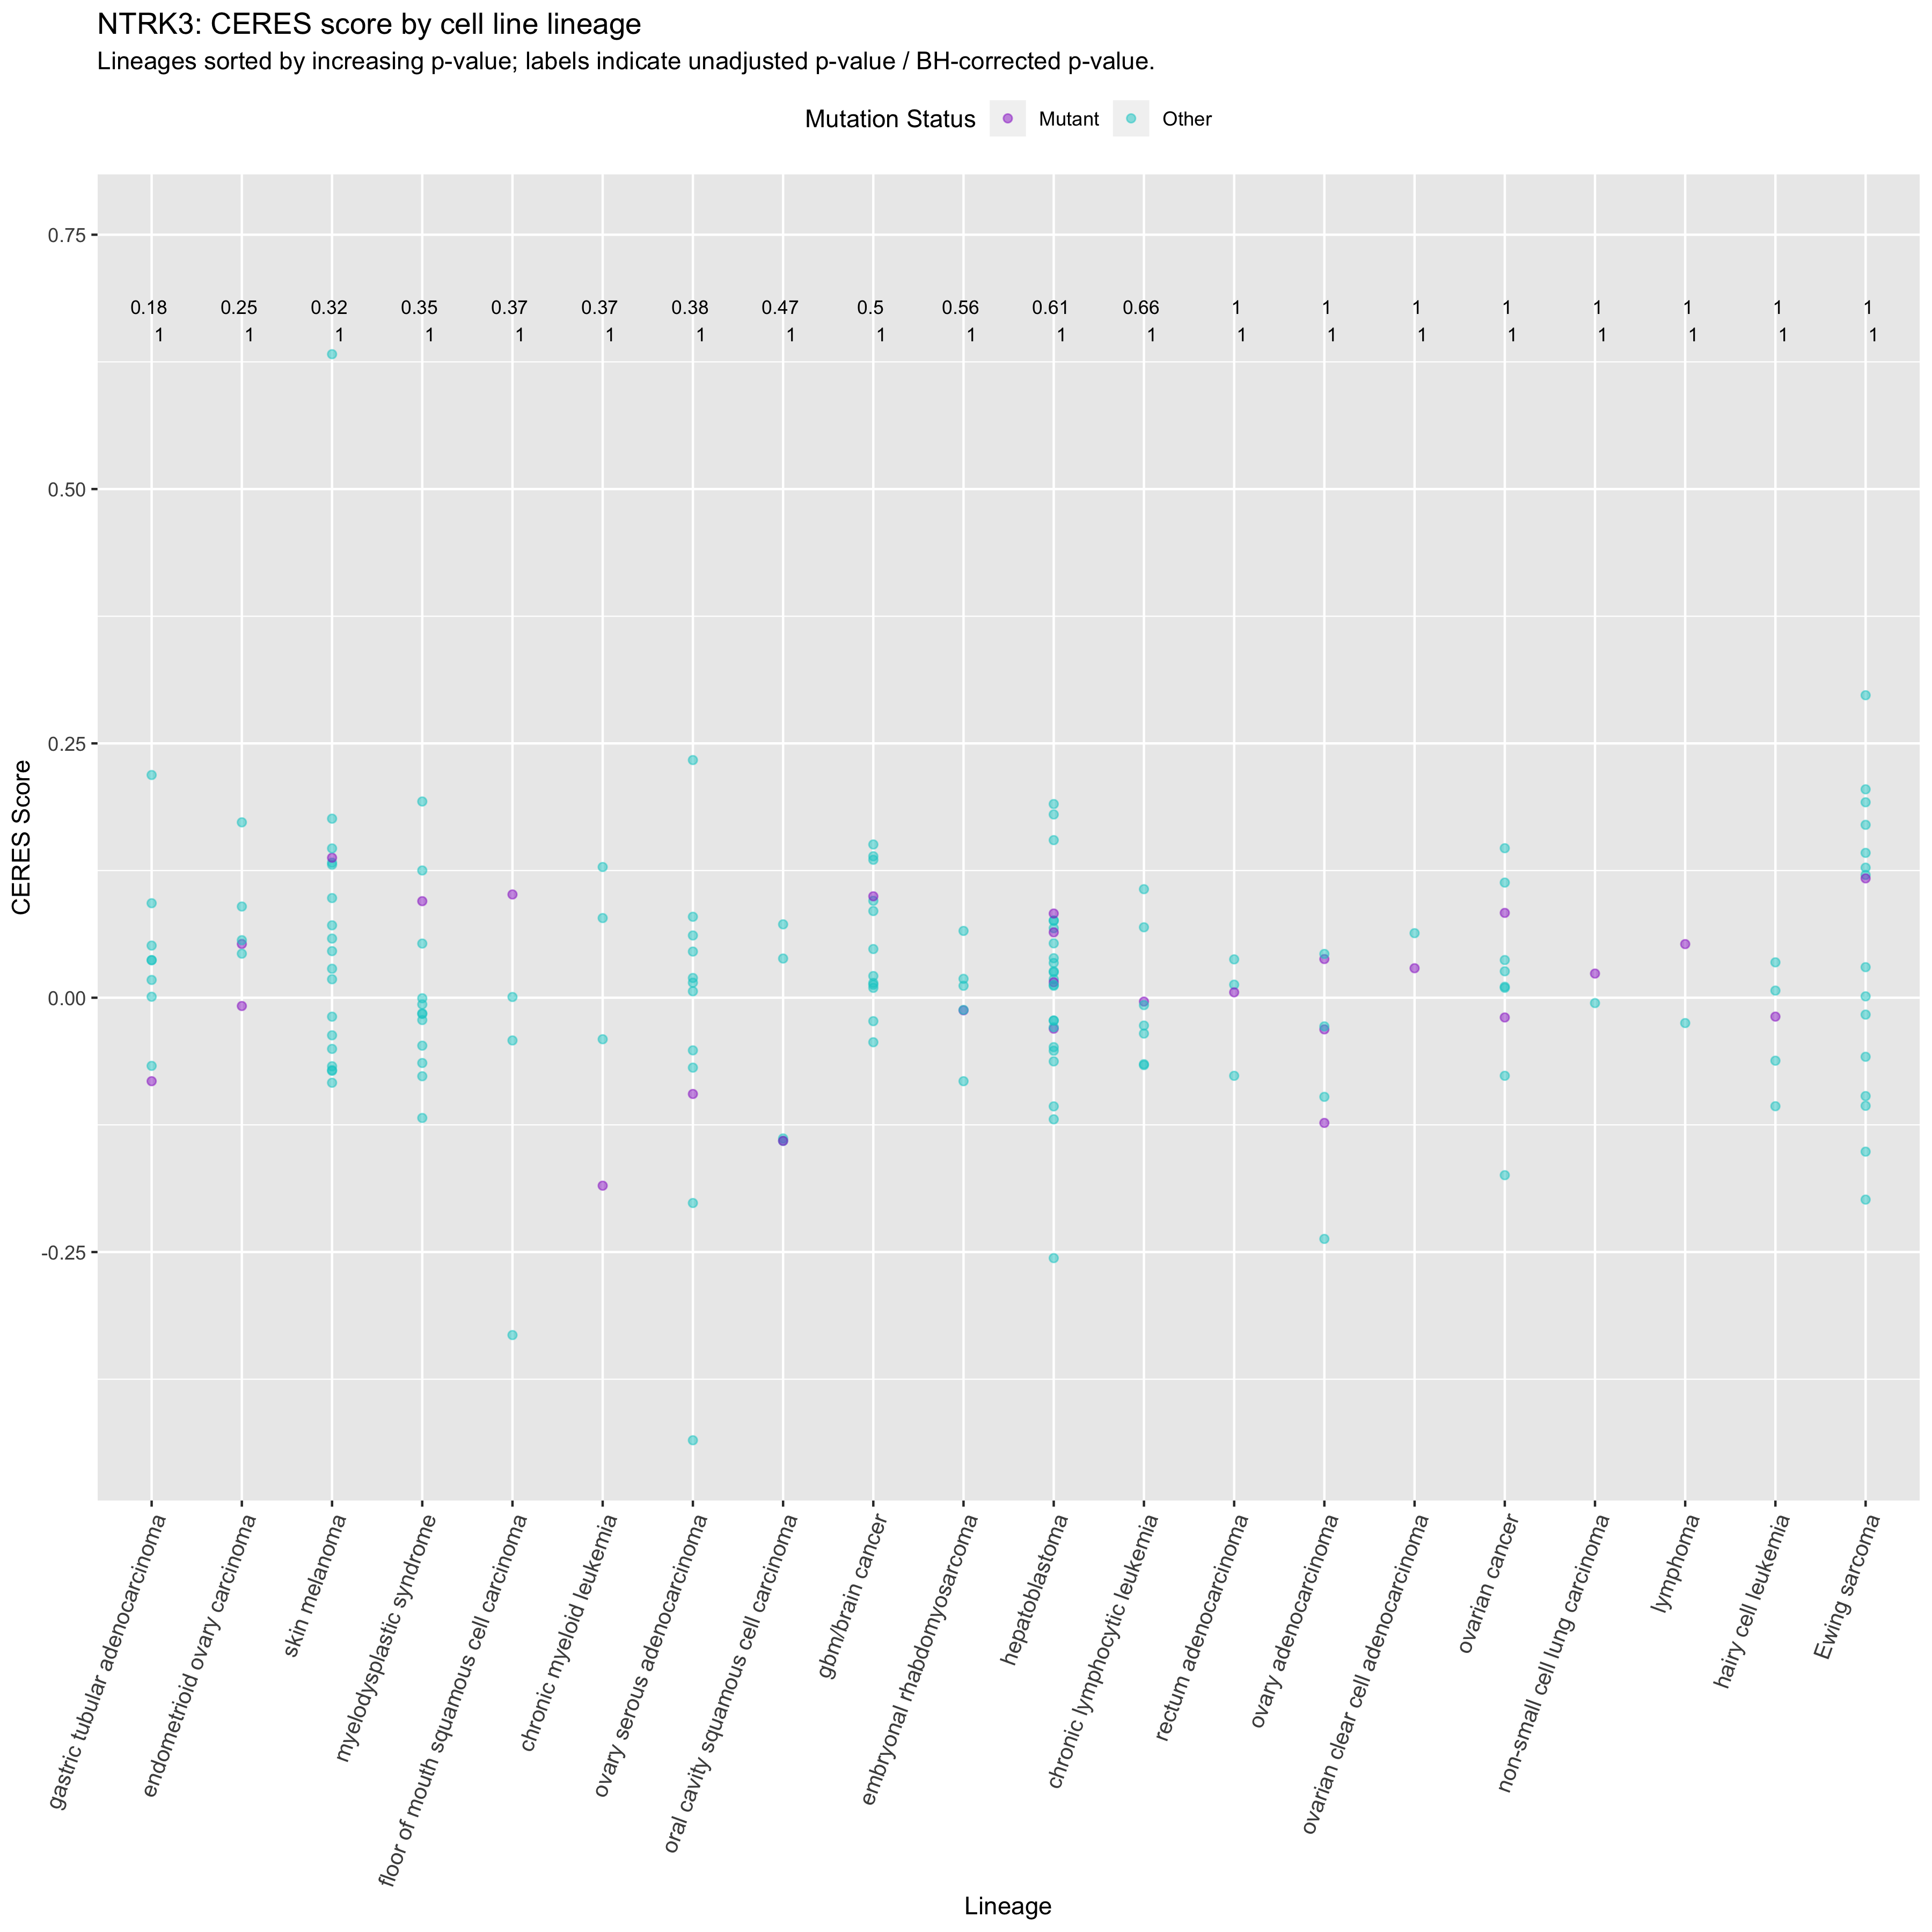 NTRK3: CERES score by cell line lineage
Lineages sorted by increasing p-value; labels indicate unadjusted p-value / BH-corrected p-value.
Mutation Status Mutant Other
0.75
0.18 0.25 0.32 0.35 0.37 0.37 0.38 0.47 0.5 0.56 0.61 0.66 1 1 1 1 1 1 1 1
1 1 1 1 1 1 1 1 1 1 1 1 1 1 1 1 1 1 1 1
0.50
0.25
0.00
-0.25
CERES Score
gastric tubular adenocarcinoma
endometrioid ovary carcinoma
skin melanoma
myelodysplastic syndrome
floor of mouth squamous cell carcinoma
chronic myeloid leukemia
ovary serous adenocarcinoma
oral cavity squamous cell carcinoma
gbm/brain cancer
embryonal rhabdomyosarcoma
hepatoblastoma
chronic lymphocytic leukemia
rectum adenocarcinoma
ovary adenocarcinoma
ovarian clear cell adenocarcinoma
ovarian cancer
non-small cell lung carcinoma
lymphoma
hairy cell leukemia
Ewing sarcoma
Lineage